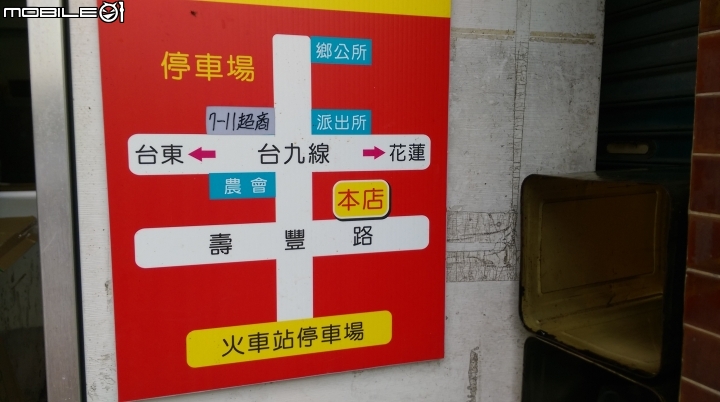 MOBILE01
鄉公所
停車場
7-11超商
派出所
台東 台九線 花蓮
農會
本店
壽豐路
火車站停車場